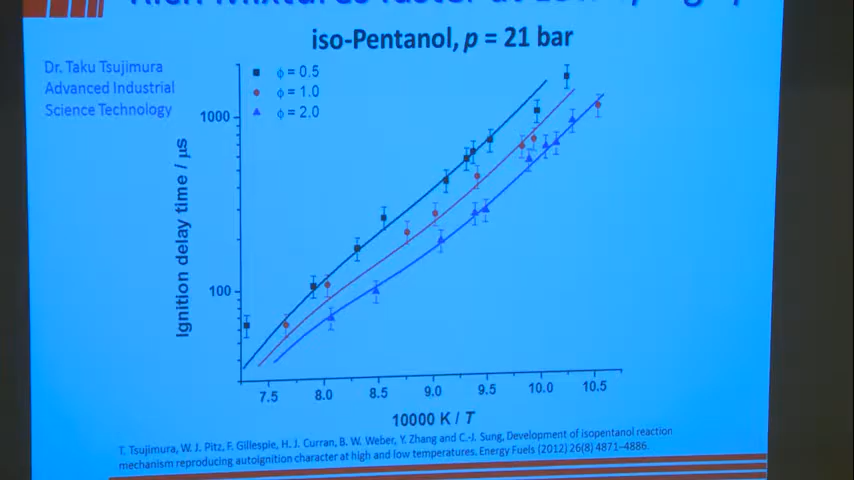 iso-Pentanol, p = 21 bar
Dr. Taku Tsujimura
Advanced Industrial
Science Technology
ϕ = 0.5
ϕ = 1.0
ϕ = 2.0
Ignition delay time / μs
1000
100
7.5 8.0 8.5 9.0 9.5 10.0 10.5
10000 K / T
T. Tsujimura, W. J. Pitz, F. Gillespie, H. J. Curran, B. W. Weber, Y. Zhang and C.-J. Sung, Development of isopentanol reaction
mechanism reproducing autoignition character at high and low temperatures. Energy Fuels (2012) 26(8) 4871–4886.